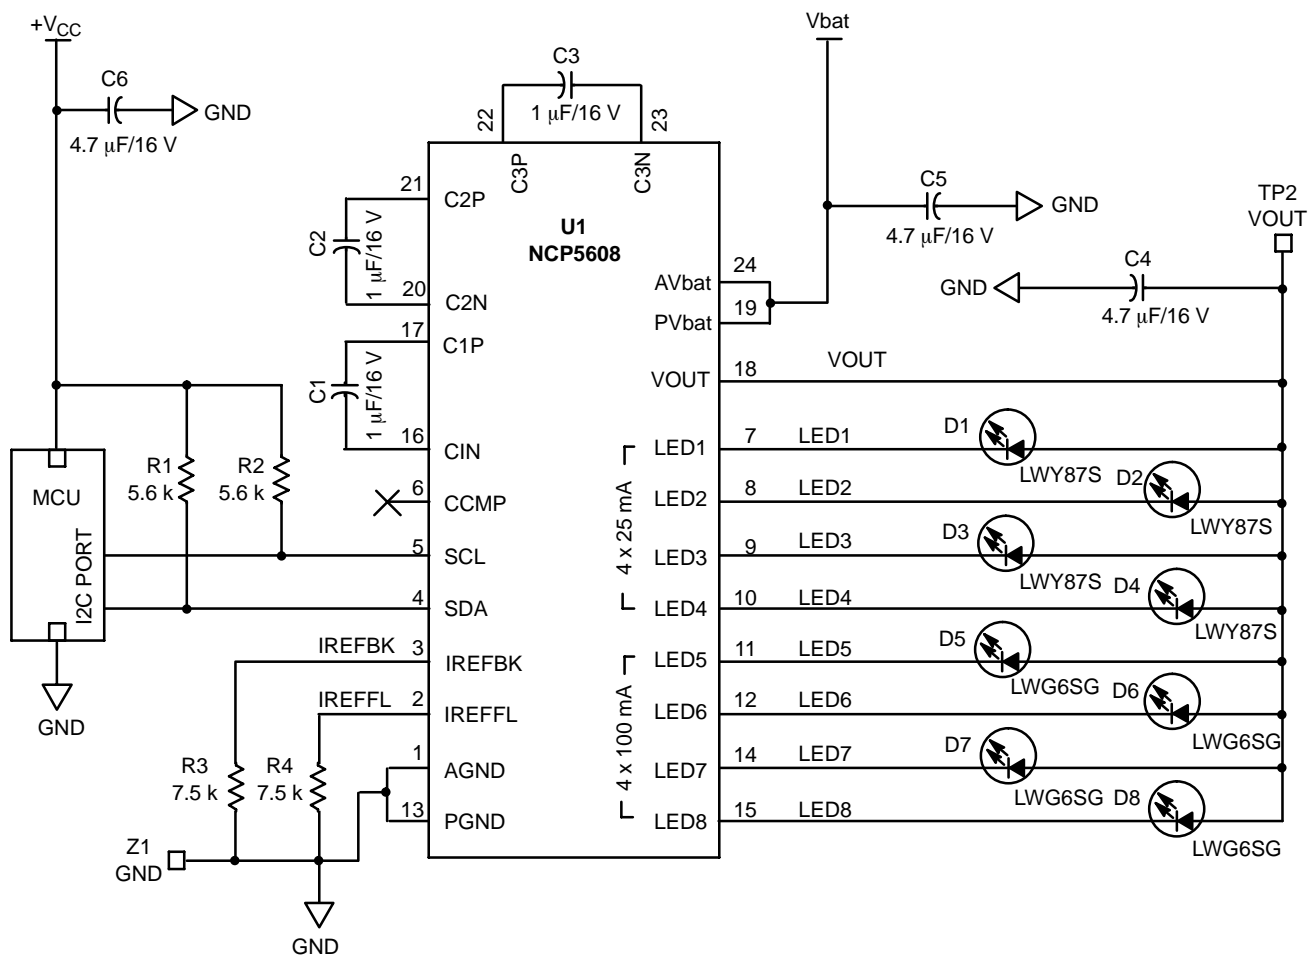 +VCC
C6
4.7 μF/16 V
GND
C3
1 μF/16 V
22
23
C3P
C3N
Vbat
C5
4.7 μF/16 V
GND
TP2
VOUT
C4
4.7 μF/16 V
GND
U1
NCP5608
21
C2P
C2
1 μF/16 V
20
C2N
17
C1P
C1
1 μF/16 V
16
CIN
6
CCMP
5
SCL
4
SDA
IREFBK
3
IREFBK
IREFFL
2
IREFFL
1
AGND
13
PGND
24
AVbat
19
PVbat
VOUT
18
VOUT
4 x 25 mA
LED1
7
LED1
D1
LWY87S
LED2
8
LED2
D2
LWY87S
LED3
9
LED3
D3
LWY87S
LED4
10
LED4
D4
LWY87S
4 x 100 mA
LED5
11
LED5
D5
LWG6SG
LED6
12
LED6
D6
LWG6SG
LED7
14
LED7
D7
LWG6SG
LED8
15
LED8
D8
LWG6SG
MCU
I2C PORT
GND
R1
5.6 k
R2
5.6 k
R3
7.5 k
R4
7.5 k
Z1
GND
GND